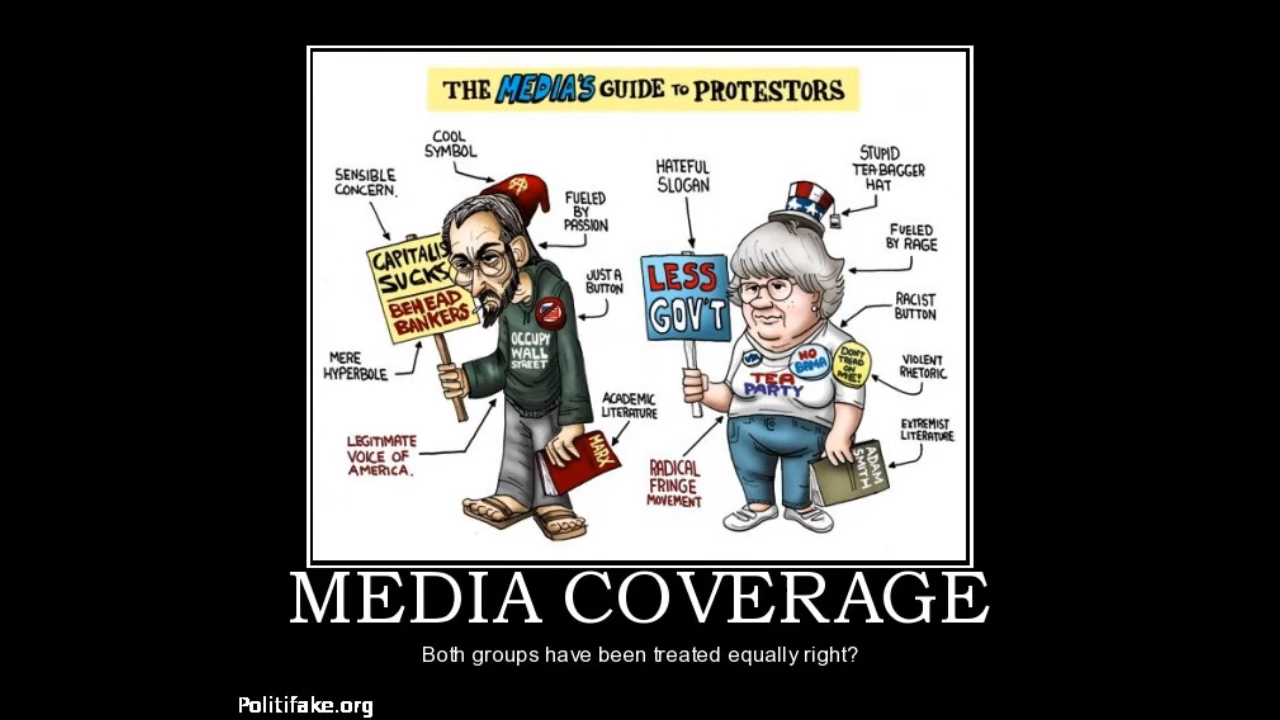 THE MEDIA'S GUIDE TO PROTESTORS
COOL
SYMBOL
SENSIBLE
CONCERN.
FUELED
BY
PASSION
JUST A
BUTTON
CAPITALIS
SUCKS
BEHEAD
BANKERS
OCCUPY
WALL
STREET
MERE
HYPERBOLE
ACADEMIC
LITERATURE
MARX
LEGITIMATE
VOICE OF
AMERICA.
HATEFUL
SLOGAN
STUPID
TEA-BAGGER
HAT
FUELED
BY RAGE
RACIST
BUTTON
LESS
GOV'T
NO
BAMA
DON'T
TREAD
ON
ME!
TEA
PARTY
VIOLENT
RHETORIC
EXTREMIST
LITERATURE
ADAM
SMITH
RADICAL
FRINGE
MOVEMENT
MEDIA COVERAGE
Both groups have been treated equally right?
Politifake.org